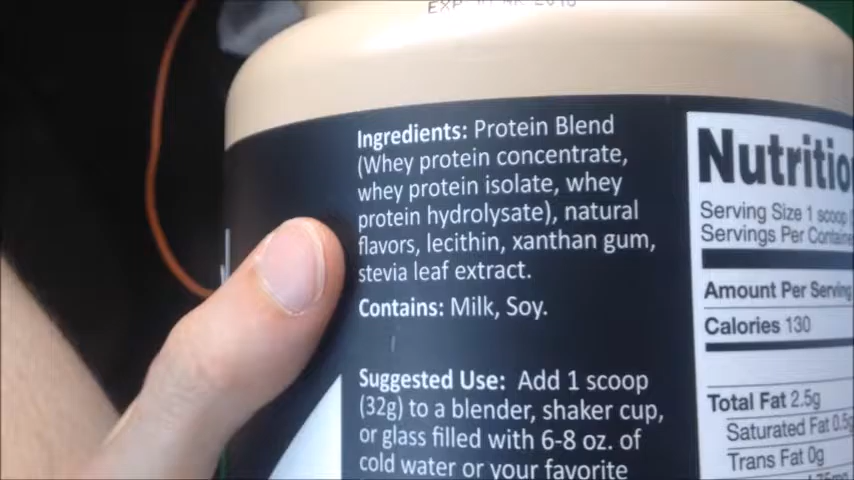 Ingredients: Protein Blend
(Whey protein concentrate,
whey protein isolate, whey
protein hydrolysate), natural
flavors, lecithin, xanthan gum,
stevia leaf extract.
Contains: Milk, Soy.
Suggested Use: Add 1 scoop
(32g) to a blender, shaker cup,
or glass filled with 6-8 oz. of
cold water or your favorite
Nutritio
Serving Size 1 scoop
Servings Per Containe
Amount Per Serving
Calories 130
Total Fat 2.5g
Saturated Fat 0.5g
Trans Fat 0g